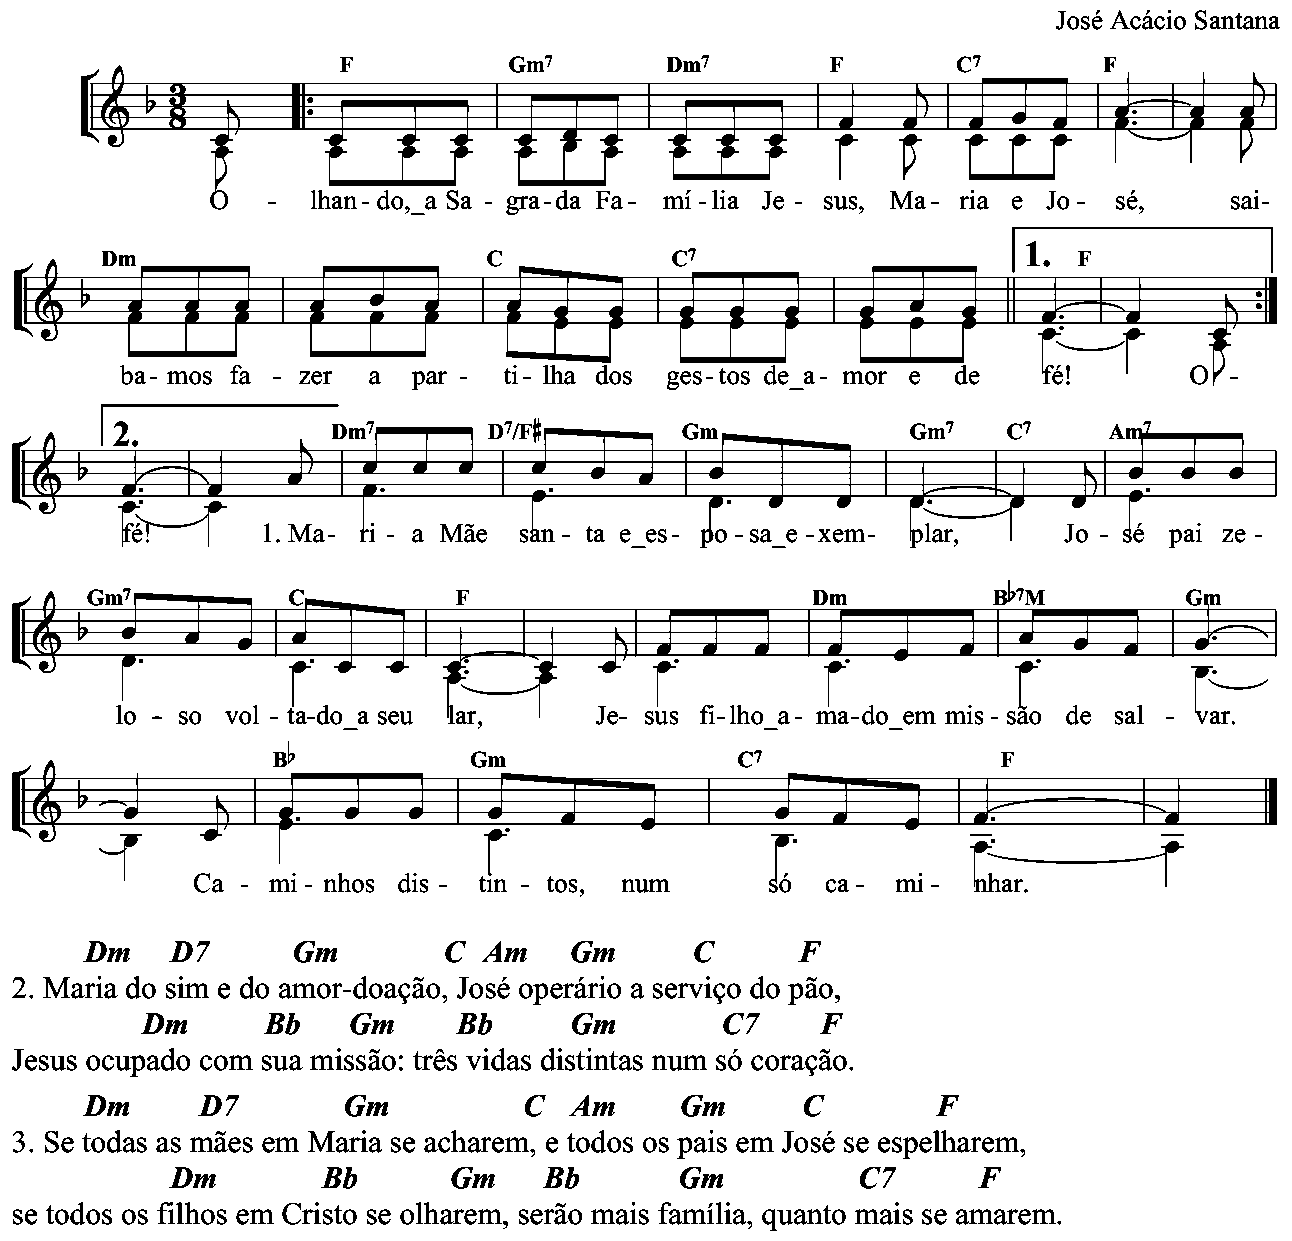 José Acácio Santana
F Gm7 Dm7 F C7 F
3
8
O - lhan-do,_a Sa-gra-da Fa-mí-lia Je-sus, Ma-ria e Jo-sé, sai-
Dm C C7 1. F
ba-mos fa-zer a par-ti-lha dos ges-tos de_a-mor e de fé! O-
2. Dm7 D7/F# Gm Gm7 C7 Am7
fé! 1. Ma-ri-a Mãe san-ta e_es-po-sa_e-xem-plar, Jo-sé pai ze-
Gm7 C F Dm Bb7M Gm
lo-so vol-ta-do_a seu lar, Je-sus fi-lho_a-ma-do_em mis-são de sal-var.
Bb Gm C7 F
Ca-mi-nhos dis-tin-tos, num só ca-mi-nhar.
Dm D7 Gm C Am Gm C F
2. Maria do sim e do amor-doação, José operário a serviço do pão,
Dm Bb Gm Bb Gm C7 F
Jesus ocupado com sua missão: três vidas distintas num só coração.
Dm D7 Gm C Am Gm C F
3. Se todas as mães em Maria se acharem, e todos os pais em José se espelharem,
Dm Bb Gm Bb Gm C7 F
se todos os filhos em Cristo se olharem, serão mais família, quanto mais se amarem.